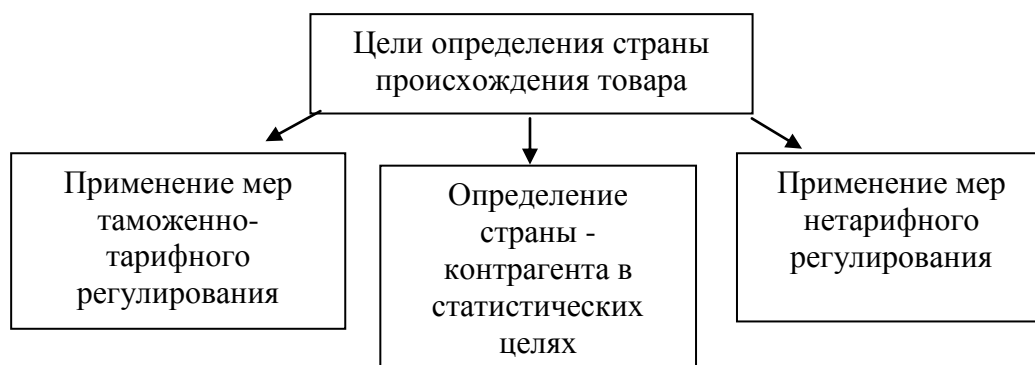 Цели определения страны
происхождения товара
Применение мер
таможенно-
тарифного
регулирования
Определение
страны -
контрагента в
статистических
целях
Применение мер
нетарифного
регулирования